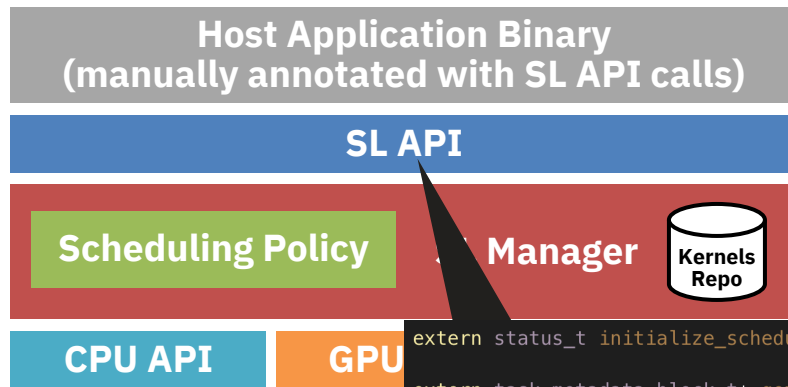 Host Application Binary
(manually annotated with SL API calls)
SL API
Scheduling Policy
Manager
Kernels
Repo
CPU API
GPU
extern status_t